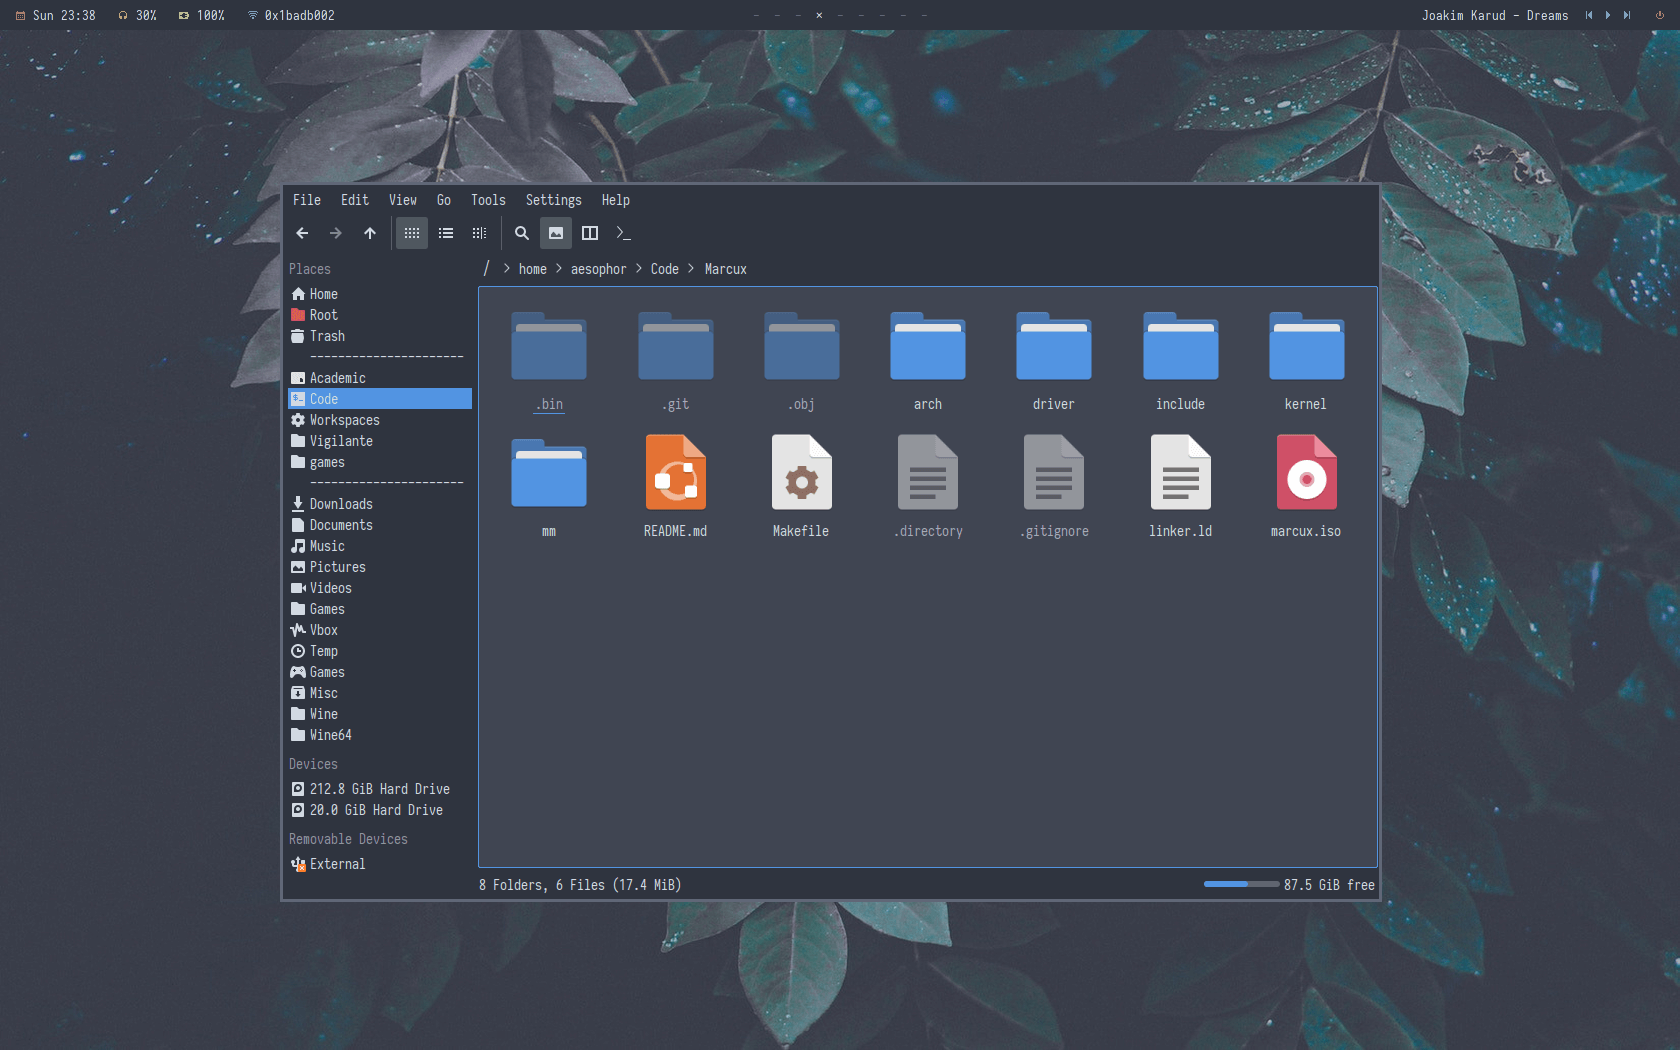 Sun 23:38 30% 100% 0x1badb002 - - - × - - - - - Joakim Karud - Dreams
File Edit View Go Tools Settings Help
Places
Home
Root
Trash
----------------------
Academic
Code
Workspaces
Vigilante
games
----------------------
Downloads
Documents
Music
Pictures
Videos
Games
Vbox
Temp
Games
Misc
Wine
Wine64
Devices
212.8 GiB Hard Drive
20.0 GiB Hard Drive
Removable Devices
External
/ > home > aesophor > Code > Marcux
.bin .git .obj arch driver include kernel
mm README.md Makefile .directory .gitignore linker.ld marcux.iso
8 Folders, 6 Files (17.4 MiB) 87.5 GiB free